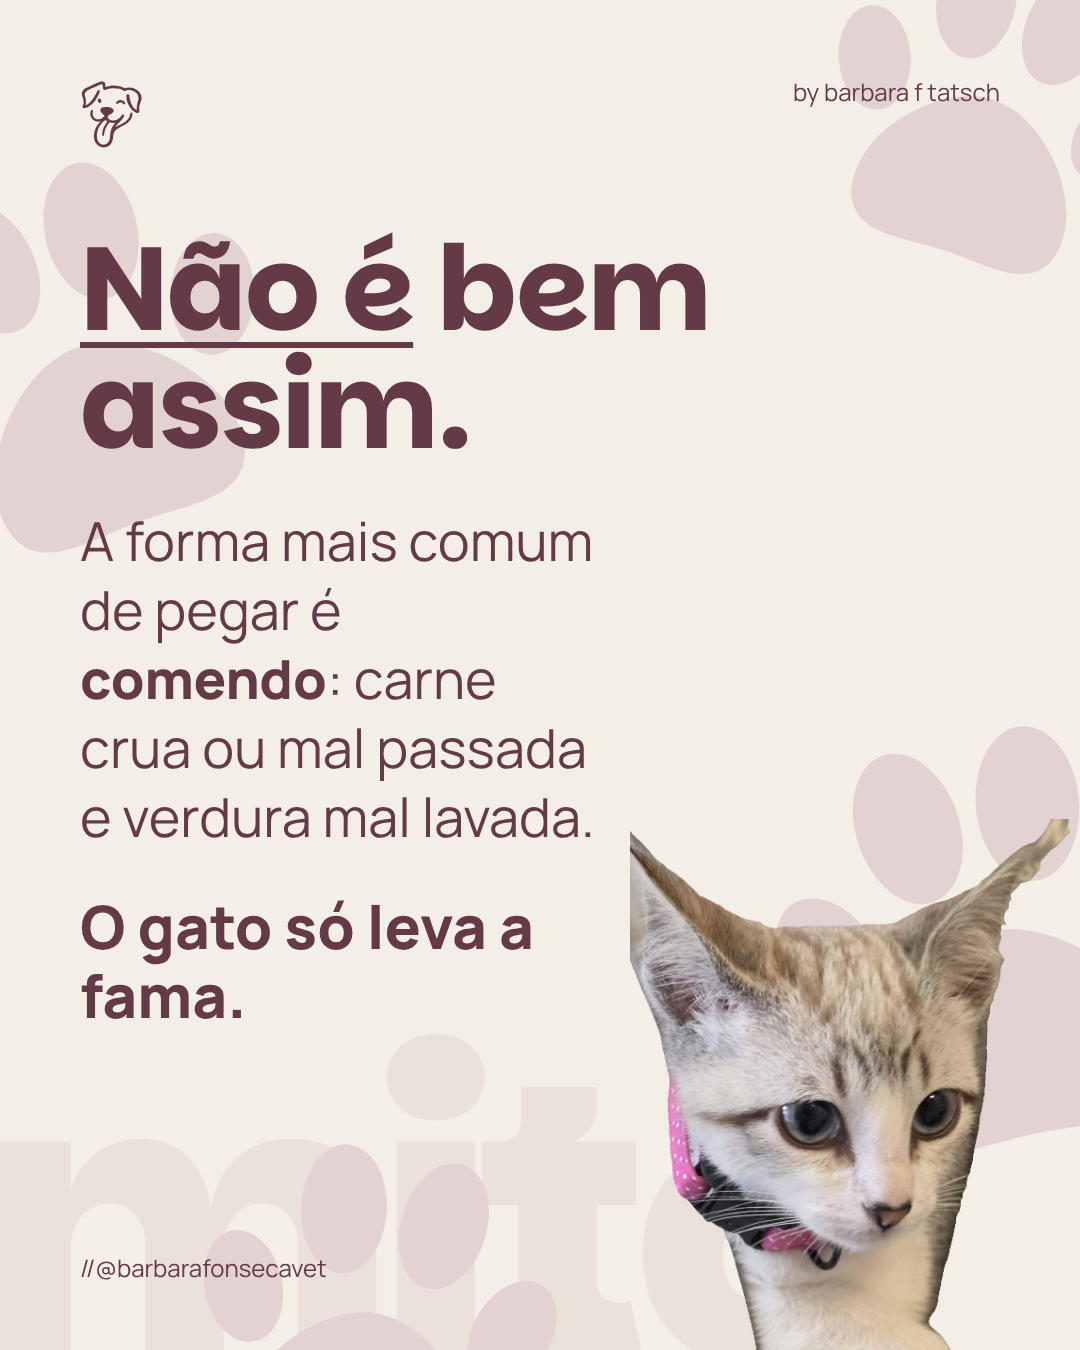 by barbara f tatsch
Não é bem
assim.
A forma mais comum
de pegar é
comendo: carne
crua ou mal passada
e verdura mal lavada.
O gato só leva a
fama.
mito
//@barbarafonsecavet